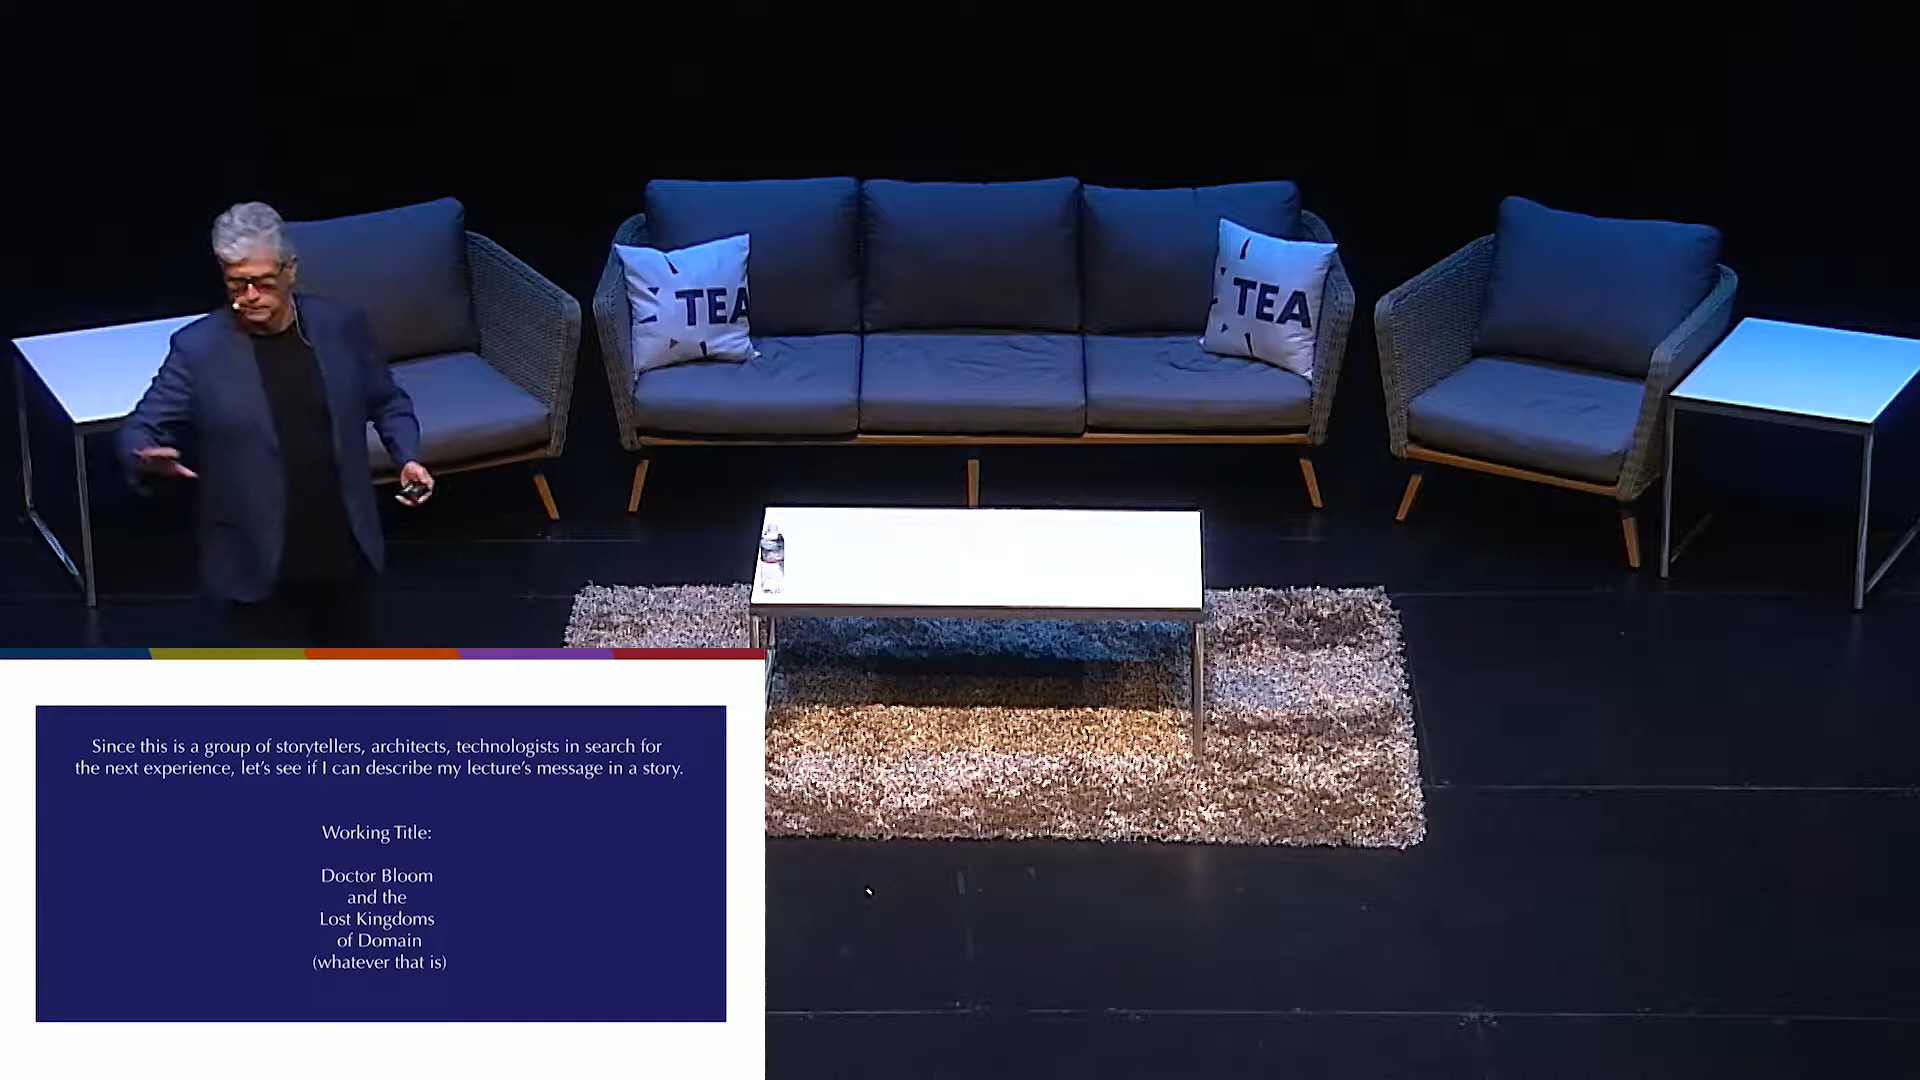 TEA
TEA
Since this is a group of storytellers, architects, technologists in search for
the next experience, let's see if I can describe my lecture's message in a story.
Working Title:
Doctor Bloom
and the
Lost Kingdoms
of Domain
(whatever that is)